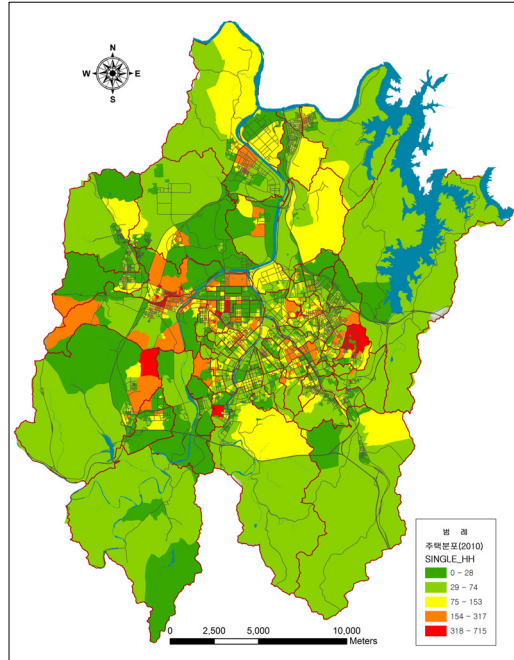 N
W E
S
범 례
주택분포(2010)
SINGLE_HH
0 - 28
29 - 74
75 - 153
154 - 317
318 - 715
0 2,500 5,000 10,000
Meters